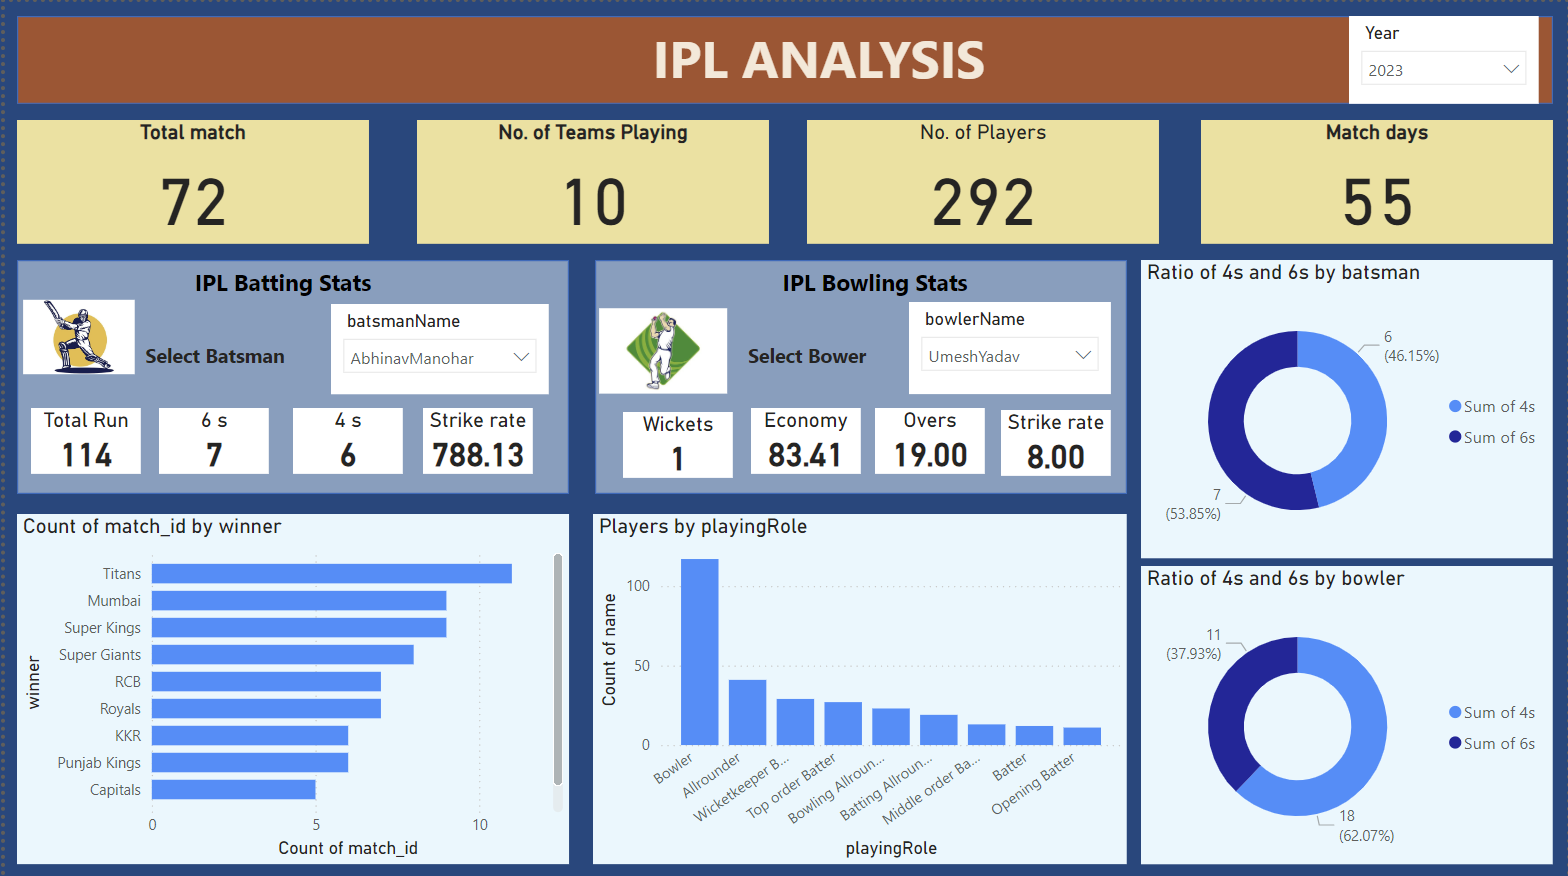 IPL ANALYSIS
Year
2023
Total match
72
No. of Teams Playing
10
No. of Players
292
Match days
55
IPL Batting Stats
Select Batsman
batsmanName
AbhinavManohar
Total Run
114
6 s
7
4 s
6
Strike rate
788.13
IPL Bowling Stats
Select Bower
bowlerName
UmeshYadav
Wickets
1
Economy
83.41
Overs
19.00
Strike rate
8.00
Ratio of 4s and 6s by batsman
6
(46.15%)
7
(53.85%)
Sum of 4s
Sum of 6s
Count of match_id by winner
winner
Titans
Mumbai
Super Kings
Super Giants
RCB
Royals
KKR
Punjab Kings
Capitals
0 5 10
Count of match_id
Players by playingRole
Count of name
100
50
0
Bowler
Allrounder
Wicketkeeper B...
Top order Batter
Bowling Allroun...
Batting Allroun...
Middle order Ba...
Batter
Opening Batter
playingRole
Ratio of 4s and 6s by bowler
11
(37.93%)
18
(62.07%)
Sum of 4s
Sum of 6s